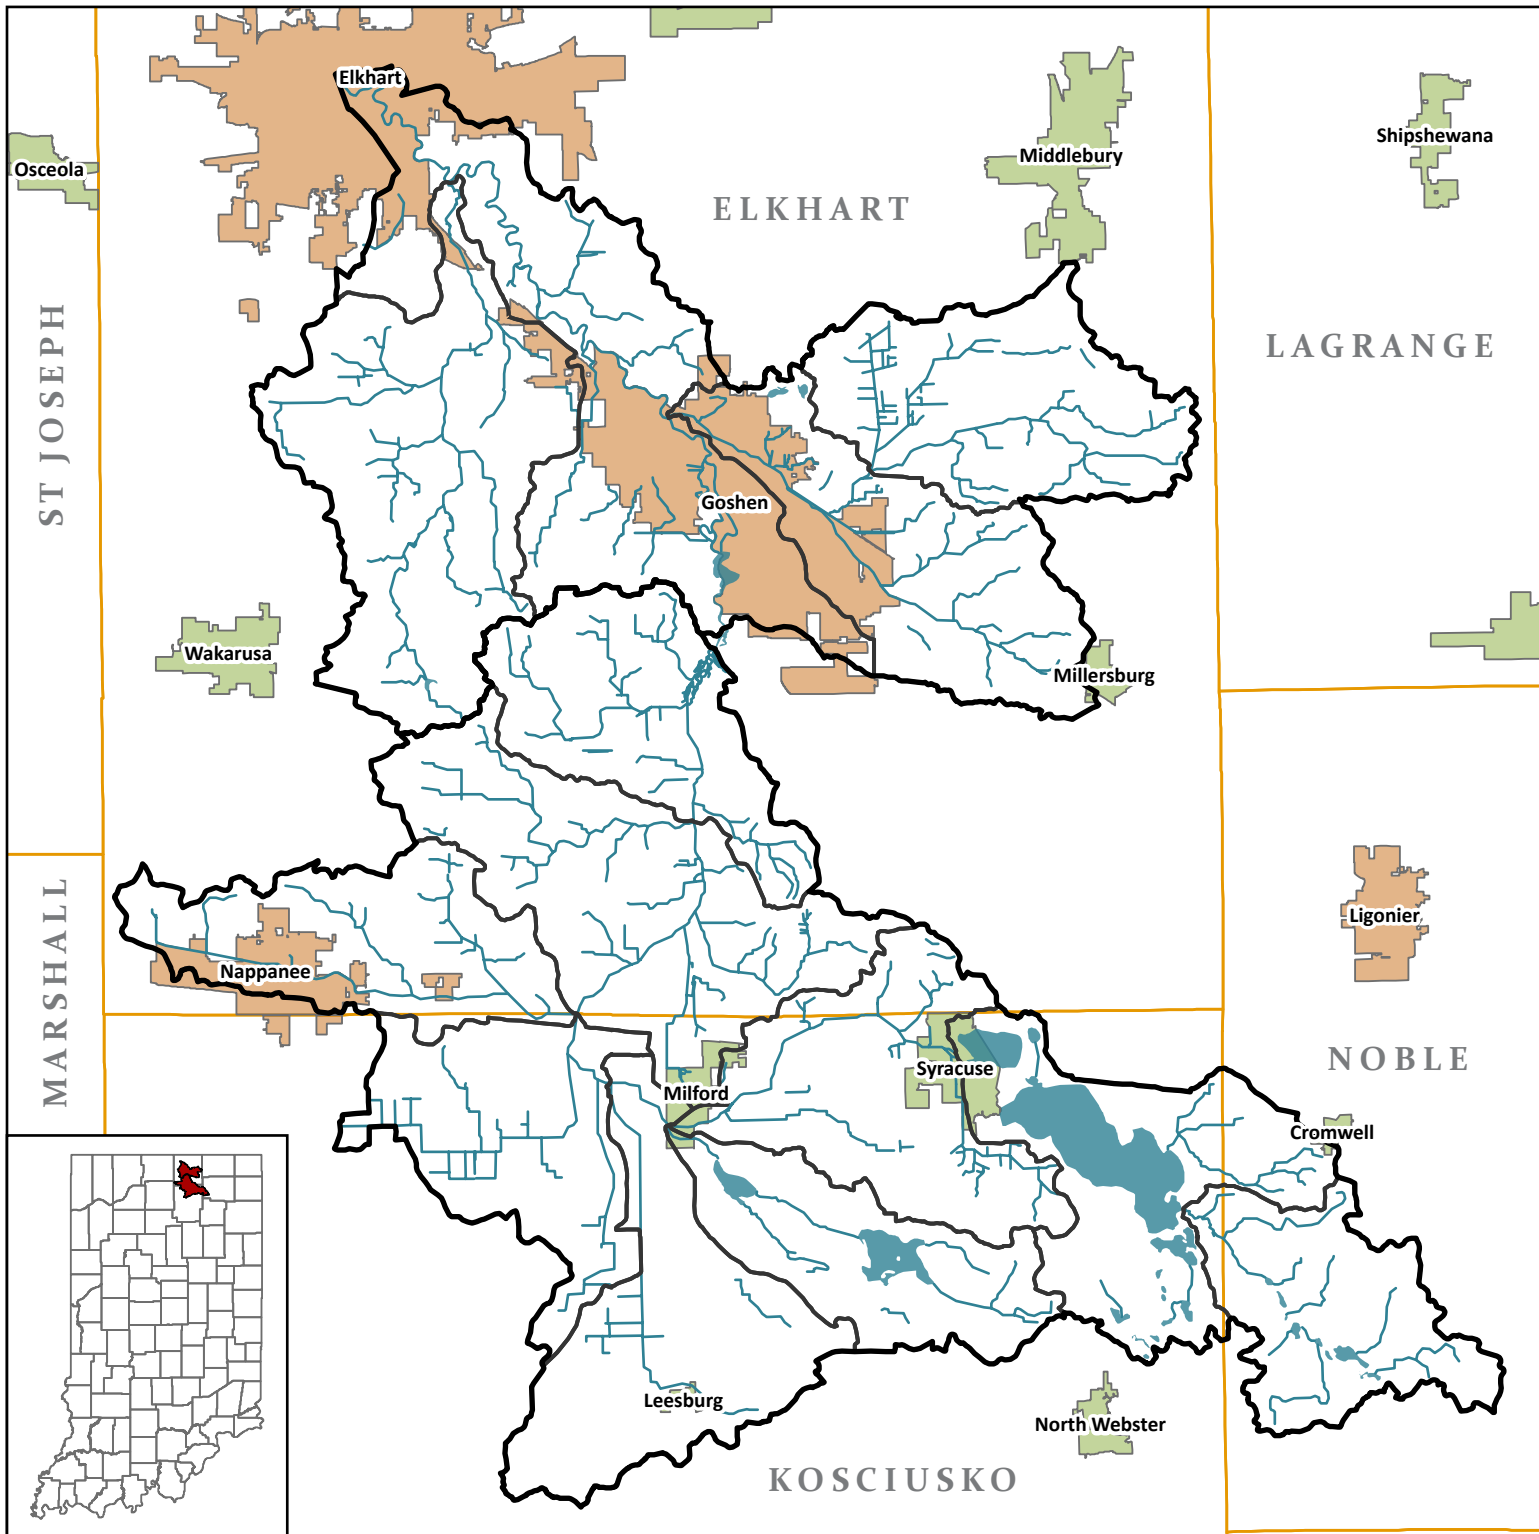 Elkhart
Shipshewana
Middlebury
Osceola
ELKHART
LAGRANGE
ST JOSEPH
Goshen
Wakarusa
Millersburg
Ligonier
Nappanee
MARSHALL
NOBLE
Syracuse
Milford
Cromwell
Leesburg
North Webster
KOSCIUSKO